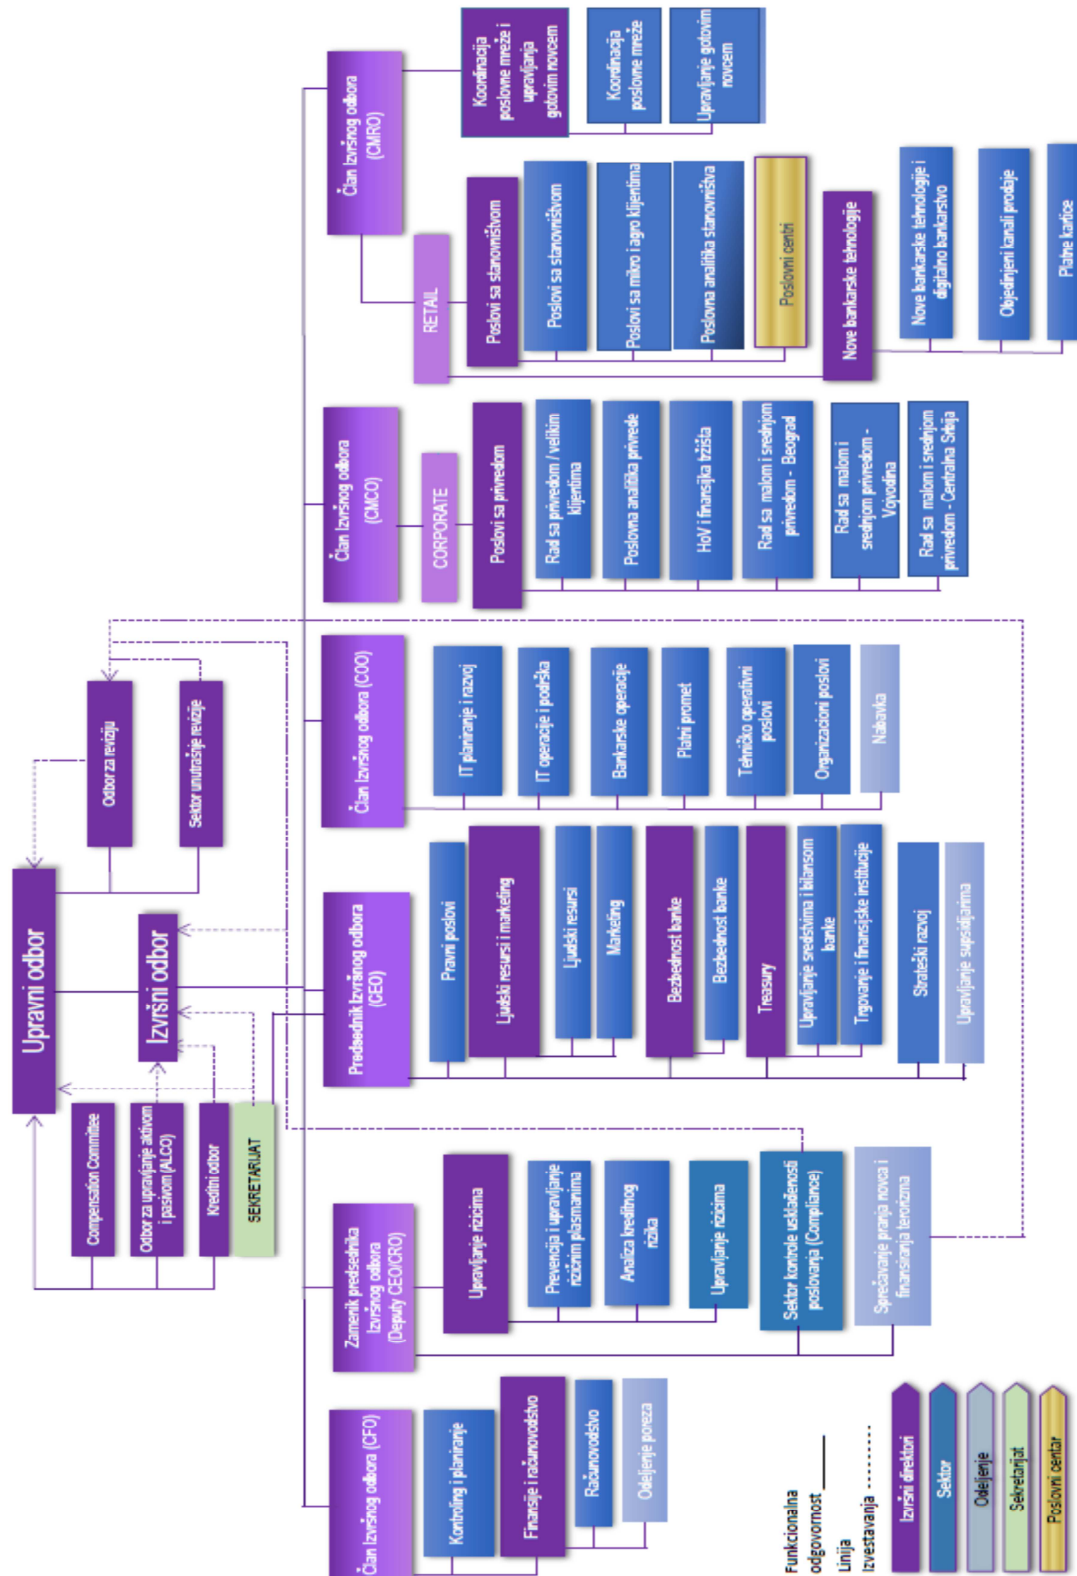 Upravni odbor
Izvršni odbor
Odbor za reviziju
Sektor unutrašnje revizije
Compensation Committee
Odbor za upravljanje aktivom
i pasivom (ALCO)
Kreditni odbor
SEKRETARIJAT
Član Izvršnog odbora (CFO)
Kontroling i planiranje
Finansije i računovodstvo
Računovodstvo
Odeljenje poreza
Zamenik predsednika
Izvršnog odbora
(Deputy CEO/CRO)
Upravljanje rizicima
Prevencija i upravljanje
rizičnim plasmanima
Analiza kreditnog
rizika
Upravljanje rizicima
Sektor kontrole usklađenosti
poslovanja (Compliance)
Sprečavanje pranja novca i
finansiranja terorizma
Predsednik Izvršnog odbora
(CEO)
Pravni poslovi
Ljudski resursi i marketing
Ljudski resursi
Marketing
Bezbednost banke
Bezbednost banke
Treasury
Upravljanje sredstvima i bilansom
banke
Trgovanje i finansijske institucije
Strateški razvoj
Upravljanje supsidijarima
Član Izvršnog odbora (COO)
IT planiranje i razvoj
IT operacije i podrška
Bankarske operacije
Platni promet
Tehničko operativni
poslovi
Organizacioni poslovi
Nabavka
Član Izvršnog odbora
(CMCO)
CORPORATE
Poslovi sa privredom
Rad sa privredom / velikim
klijentima
Poslovna analitika privrede
HoV i finansijka tržišta
Rad sa malom i srednjom
privredom - Beograd
Rad sa malom i
srednjom privredom -
Vojvodina
Rad sa malom i srednjom
privredom - Centralna Srbija
Član Izvršnog odbora
(CMRO)
RETAIL
Poslovi sa stanovništvom
Poslovi sa stanovništvom
Poslovi sa mikro i agro klijentima
Poslovna analitika stanovništva
Poslovni centri
Nove bankarske tehnologije
Nove bankarske tehnologije i
digitalno bankarstvo
Objedinjeni kanali prodaje
Platne kartice
Koordinacija
poslovne mreže i
upravljanja
gotovim novcem
Koordinacija
poslovne mreže
Upravljanje gotovim
novcem
Funkcionalna
odgovornost
Linija
Izvestavanja
Izvršni direktori
Sektor
Odeljenje
Sekretarijat
Poslovni centar